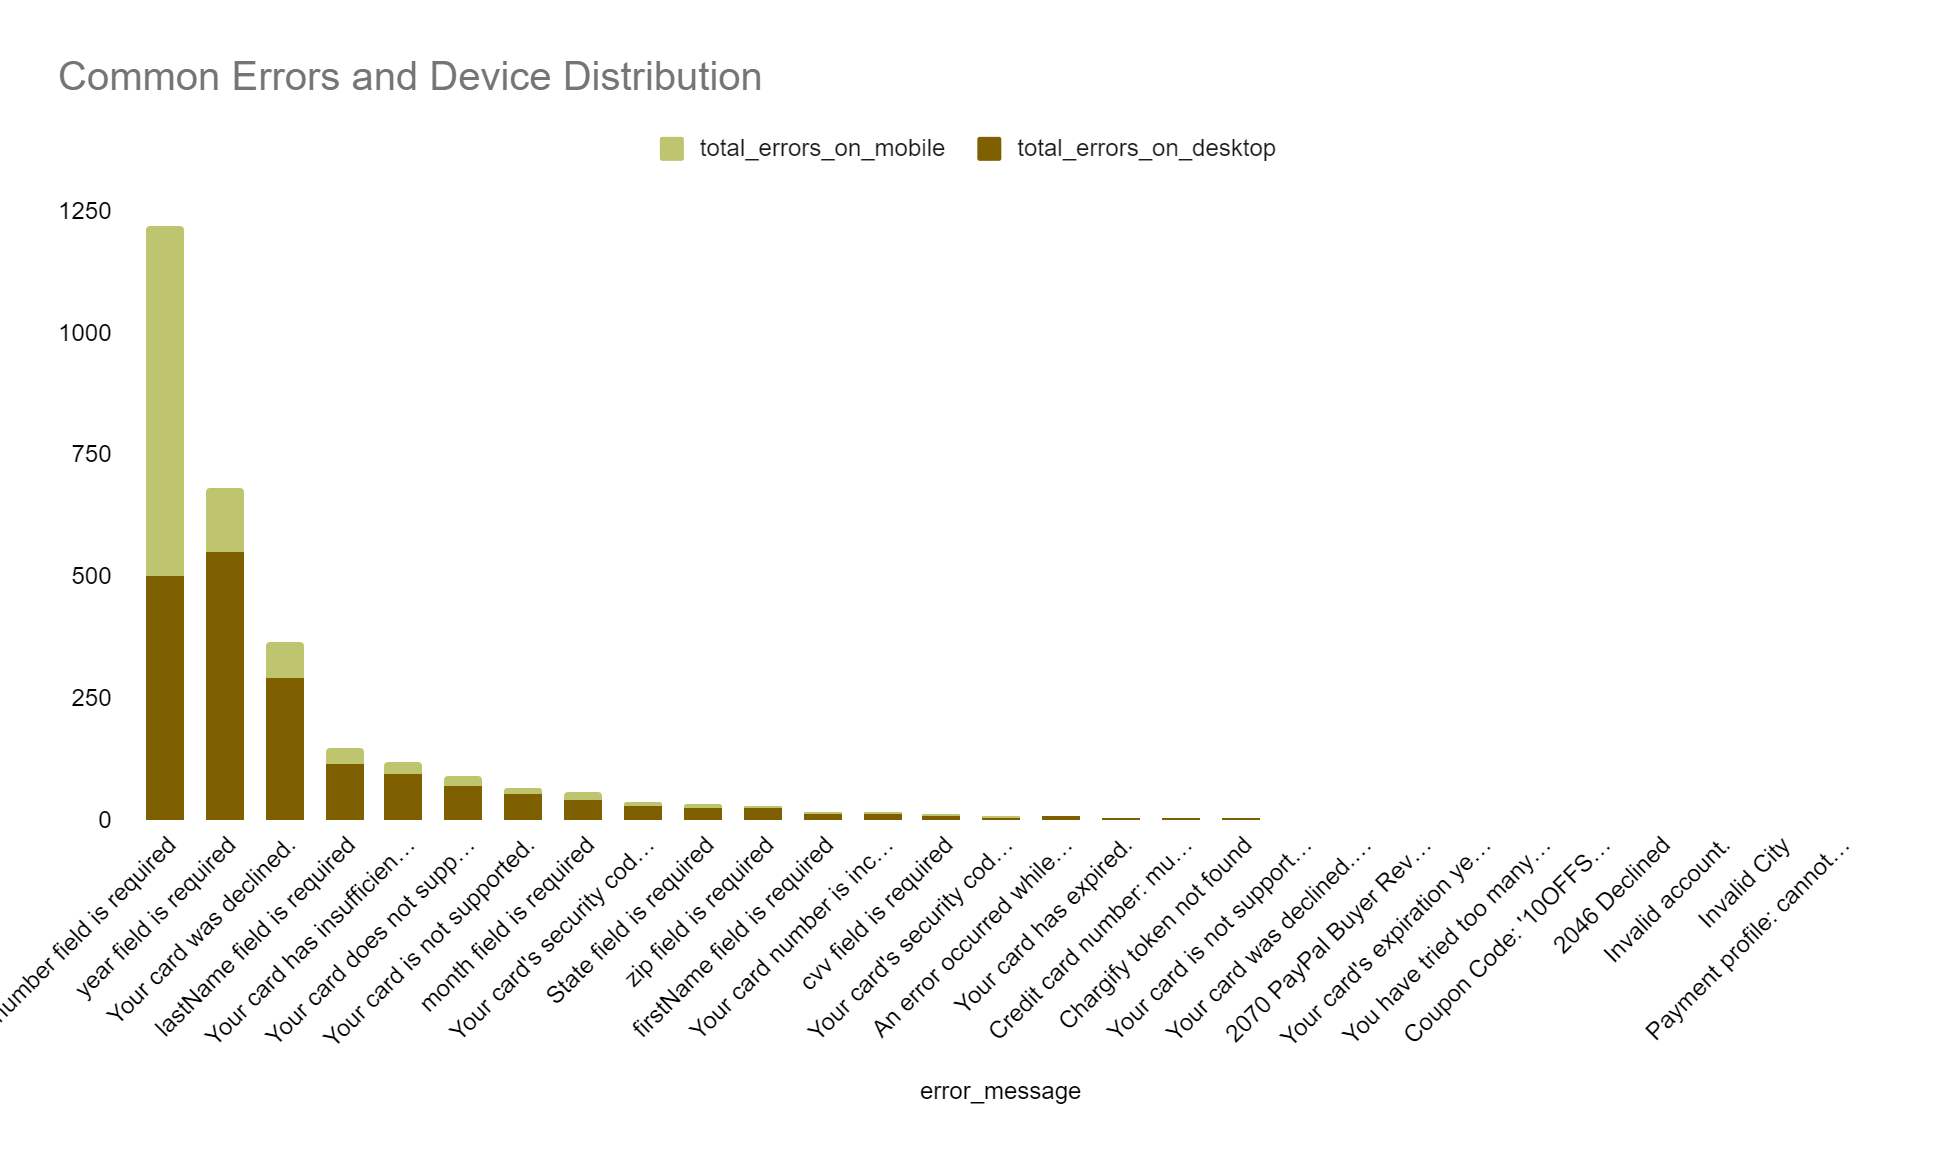 Common Errors and Device Distribution
total_errors_on_mobile
total_errors_on_desktop
1250
1000
750
500
250
0
number field is required
year field is required
Your card was declined.
lastName field is required
Your card has insufficien…
Your card does not supp…
Your card is not supported.
month field is required
Your card's security cod…
State field is required
zip field is required
firstName field is required
Your card number is inc…
cvv field is required
Your card's security cod…
An error occurred while…
Your card has expired.
Credit card number: mu…
Chargify token not found
Your card is not support…
Your card was declined.…
2070 PayPal Buyer Rev…
Your card's expiration ye…
You have tried too many…
Coupon Code: '10OFFS…
2046 Declined
Invalid account.
Invalid City
Payment profile: cannot…
error_message